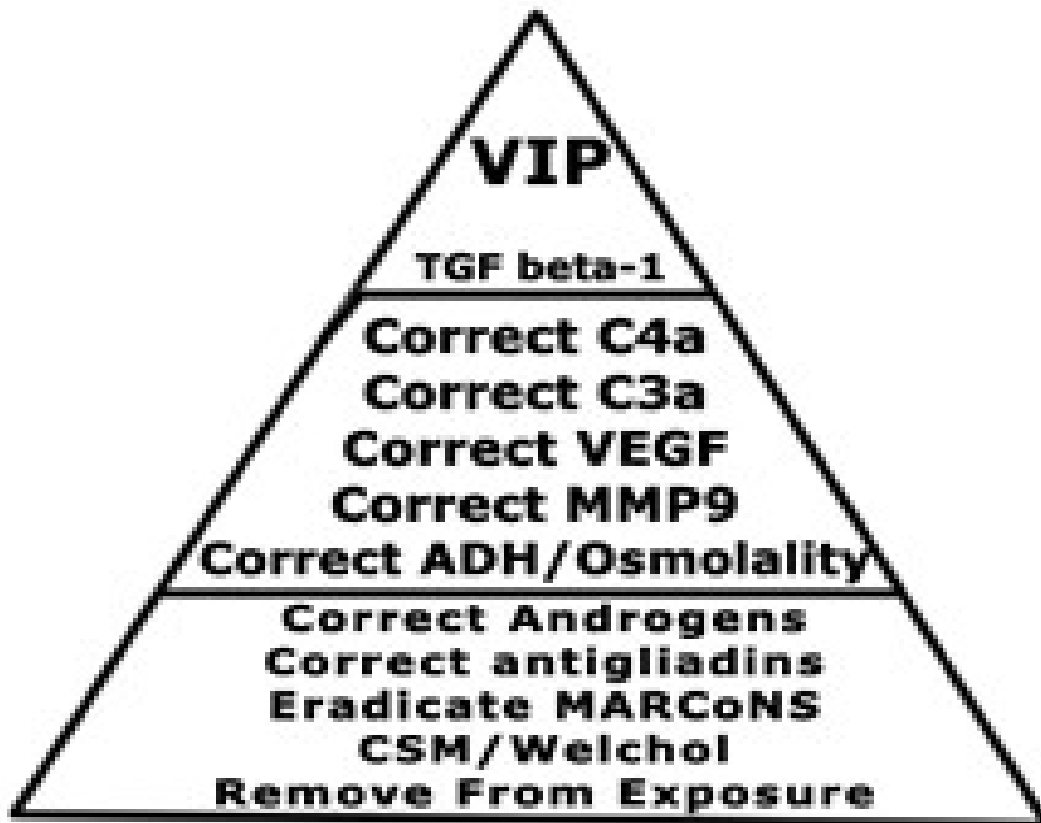 VIP
TGF beta-1
Correct C4a
Correct C3a
Correct VEGF
Correct MMP9
Correct ADH/Osmolality
Correct Androgens
Correct antigliadins
Eradicate MARCoNS
CSM/Welchol
Remove From Exposure